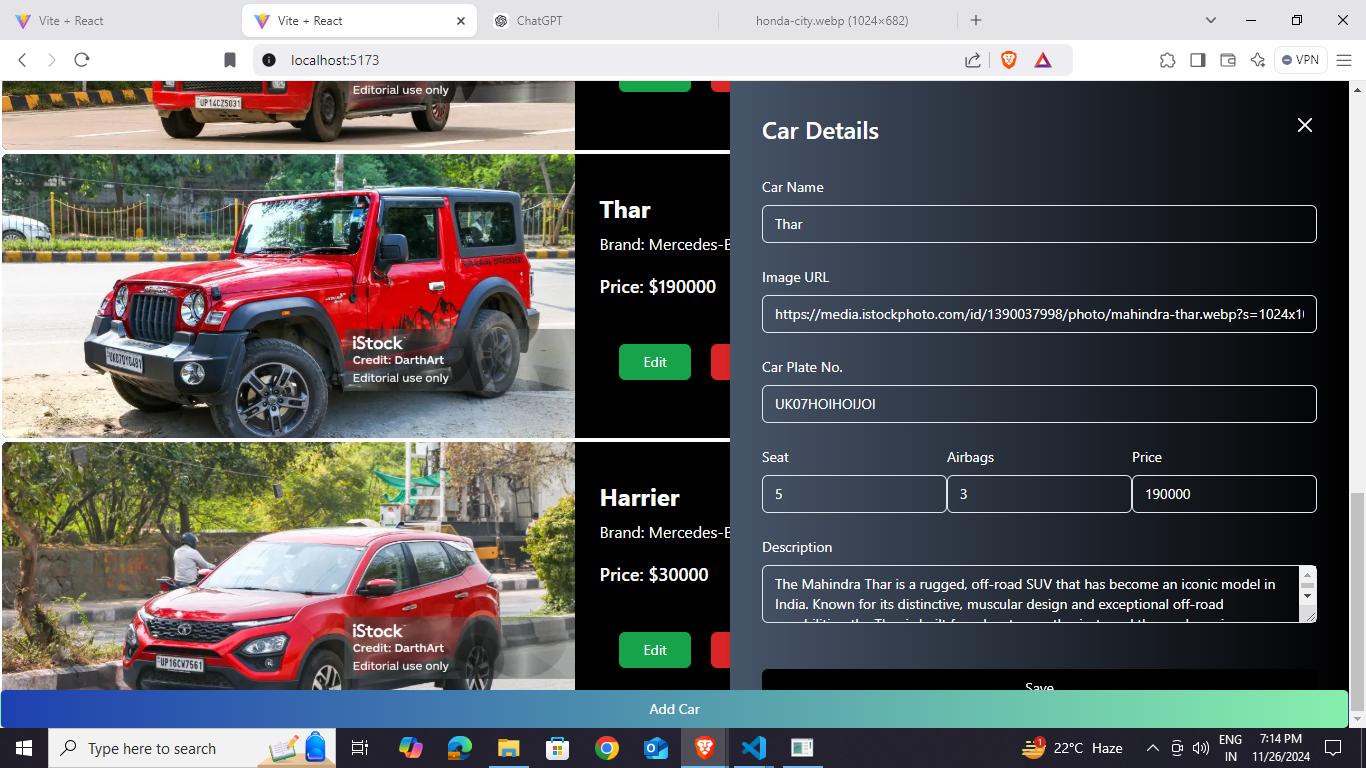 Vite + React
Vite + React
ChatGPT
honda-city.webp (1024×682)
localhost:5173
VPN
Editorial use only
UP14CZ5031
Car Details
Car Name
Thar
Image URL
https://media.istockphoto.com/id/1390037998/photo/mahindra-thar.webp?s=1024x1
Car Plate No.
UK07HOIHOIJOI
Seat
Airbags
Price
5
3
190000
Description
The Mahindra Thar is a rugged, off-road SUV that has become an iconic model in
India. Known for its distinctive, muscular design and exceptional off-road
Save
Thar
Brand: Mercedes-B
Price: $190000
Edit
iStock
Credit: DarthArt
Editorial use only
Harrier
Brand: Mercedes-B
Price: $30000
Edit
iStock
Credit: DarthArt
Editorial use only
UP16CW7561
Add Car
Type here to search
1
22°C Haze
ENG
IN
7:14 PM
11/26/2024